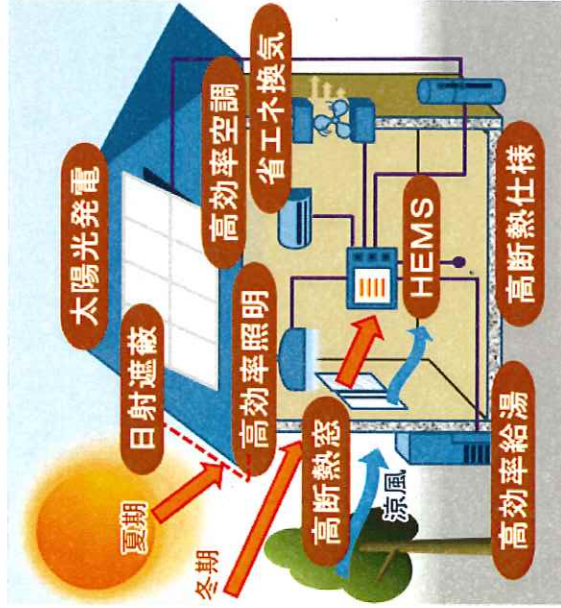 太陽光発電
日射遮蔽
高効率空調
省エネ換気
高効率照明
夏期
冬期
高断熱窓
HEMS
涼風
高効率給湯
高断熱仕様